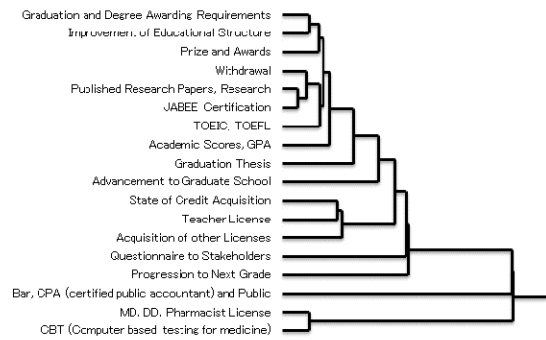 Graduation and Degree Awarding Requirements
Improvement of Educational Structure
Prize and Awards
Withdrawal
Published Research Papers, Research
JABEE Certification
TOEIC, TOEFL
Academic Scores, GPA
Graduation Thesis
Advancement to Graduate School
State of Credit Acquisition
Teacher License
Acquisition of other Licenses
Questionnaire to Stakeholders
Progression to Next Grade
Bar, CPA (certified public accountant) and Public
MD, DD, Pharmacist License
CBT (Computer based testing for medicine)